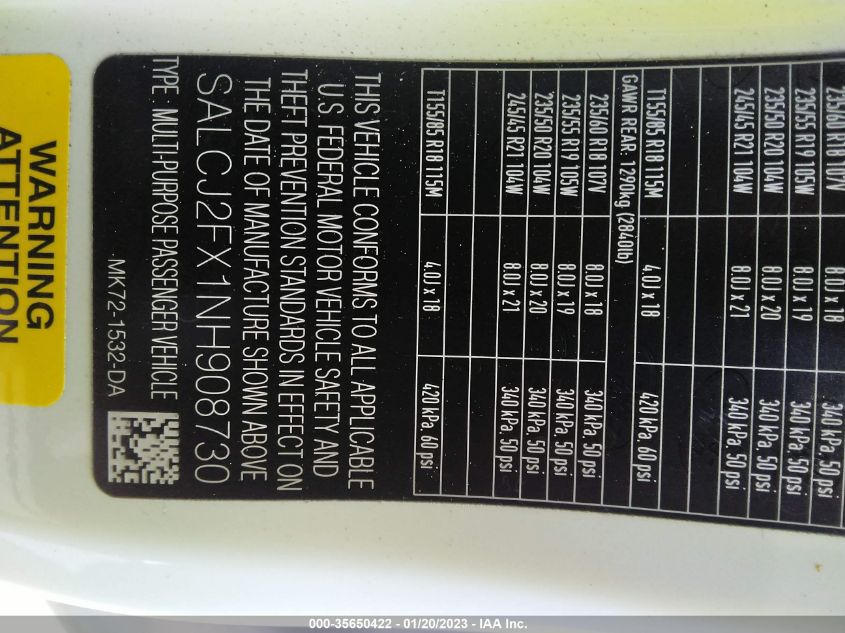 235/60 R18 107V 8.0J x 18 340 kPa, 50 psi
235/55 R19 105W 8.0J x 19 340 kPa, 50 psi
235/50 R20 104W 8.0J x 20 340 kPa, 50 psi
245/45 R21 104W 8.0J x 21 340 kPa, 50 psi
T155/85 R18 115M 4.0J x 18 420 kPa, 60 psi
GAWR REAR: 1290kg (2840lb)
235/60 R18 107V 8.0J x 18 340 kPa, 50 psi
235/55 R19 105W 8.0J x 19 340 kPa, 50 psi
235/50 R20 104W 8.0J x 20 340 kPa, 50 psi
245/45 R21 104W 8.0J x 21 340 kPa, 50 psi
T155/85 R18 115M 4.0J x 18 420 kPa, 60 psi
THIS VEHICLE CONFORMS TO ALL APPLICABLE
U.S. FEDERAL MOTOR VEHICLE SAFETY AND
THEFT PREVENTION STANDARDS IN EFFECT ON
THE DATE OF MANUFACTURE SHOWN ABOVE
SALCJ2FX1NH908730
TYPE: MULTI-PURPOSE PASSENGER VEHICLE
MK72-1532-DA
WARNING
ATTENTION
000-35650422 - 01/20/2023 - IAA Inc.